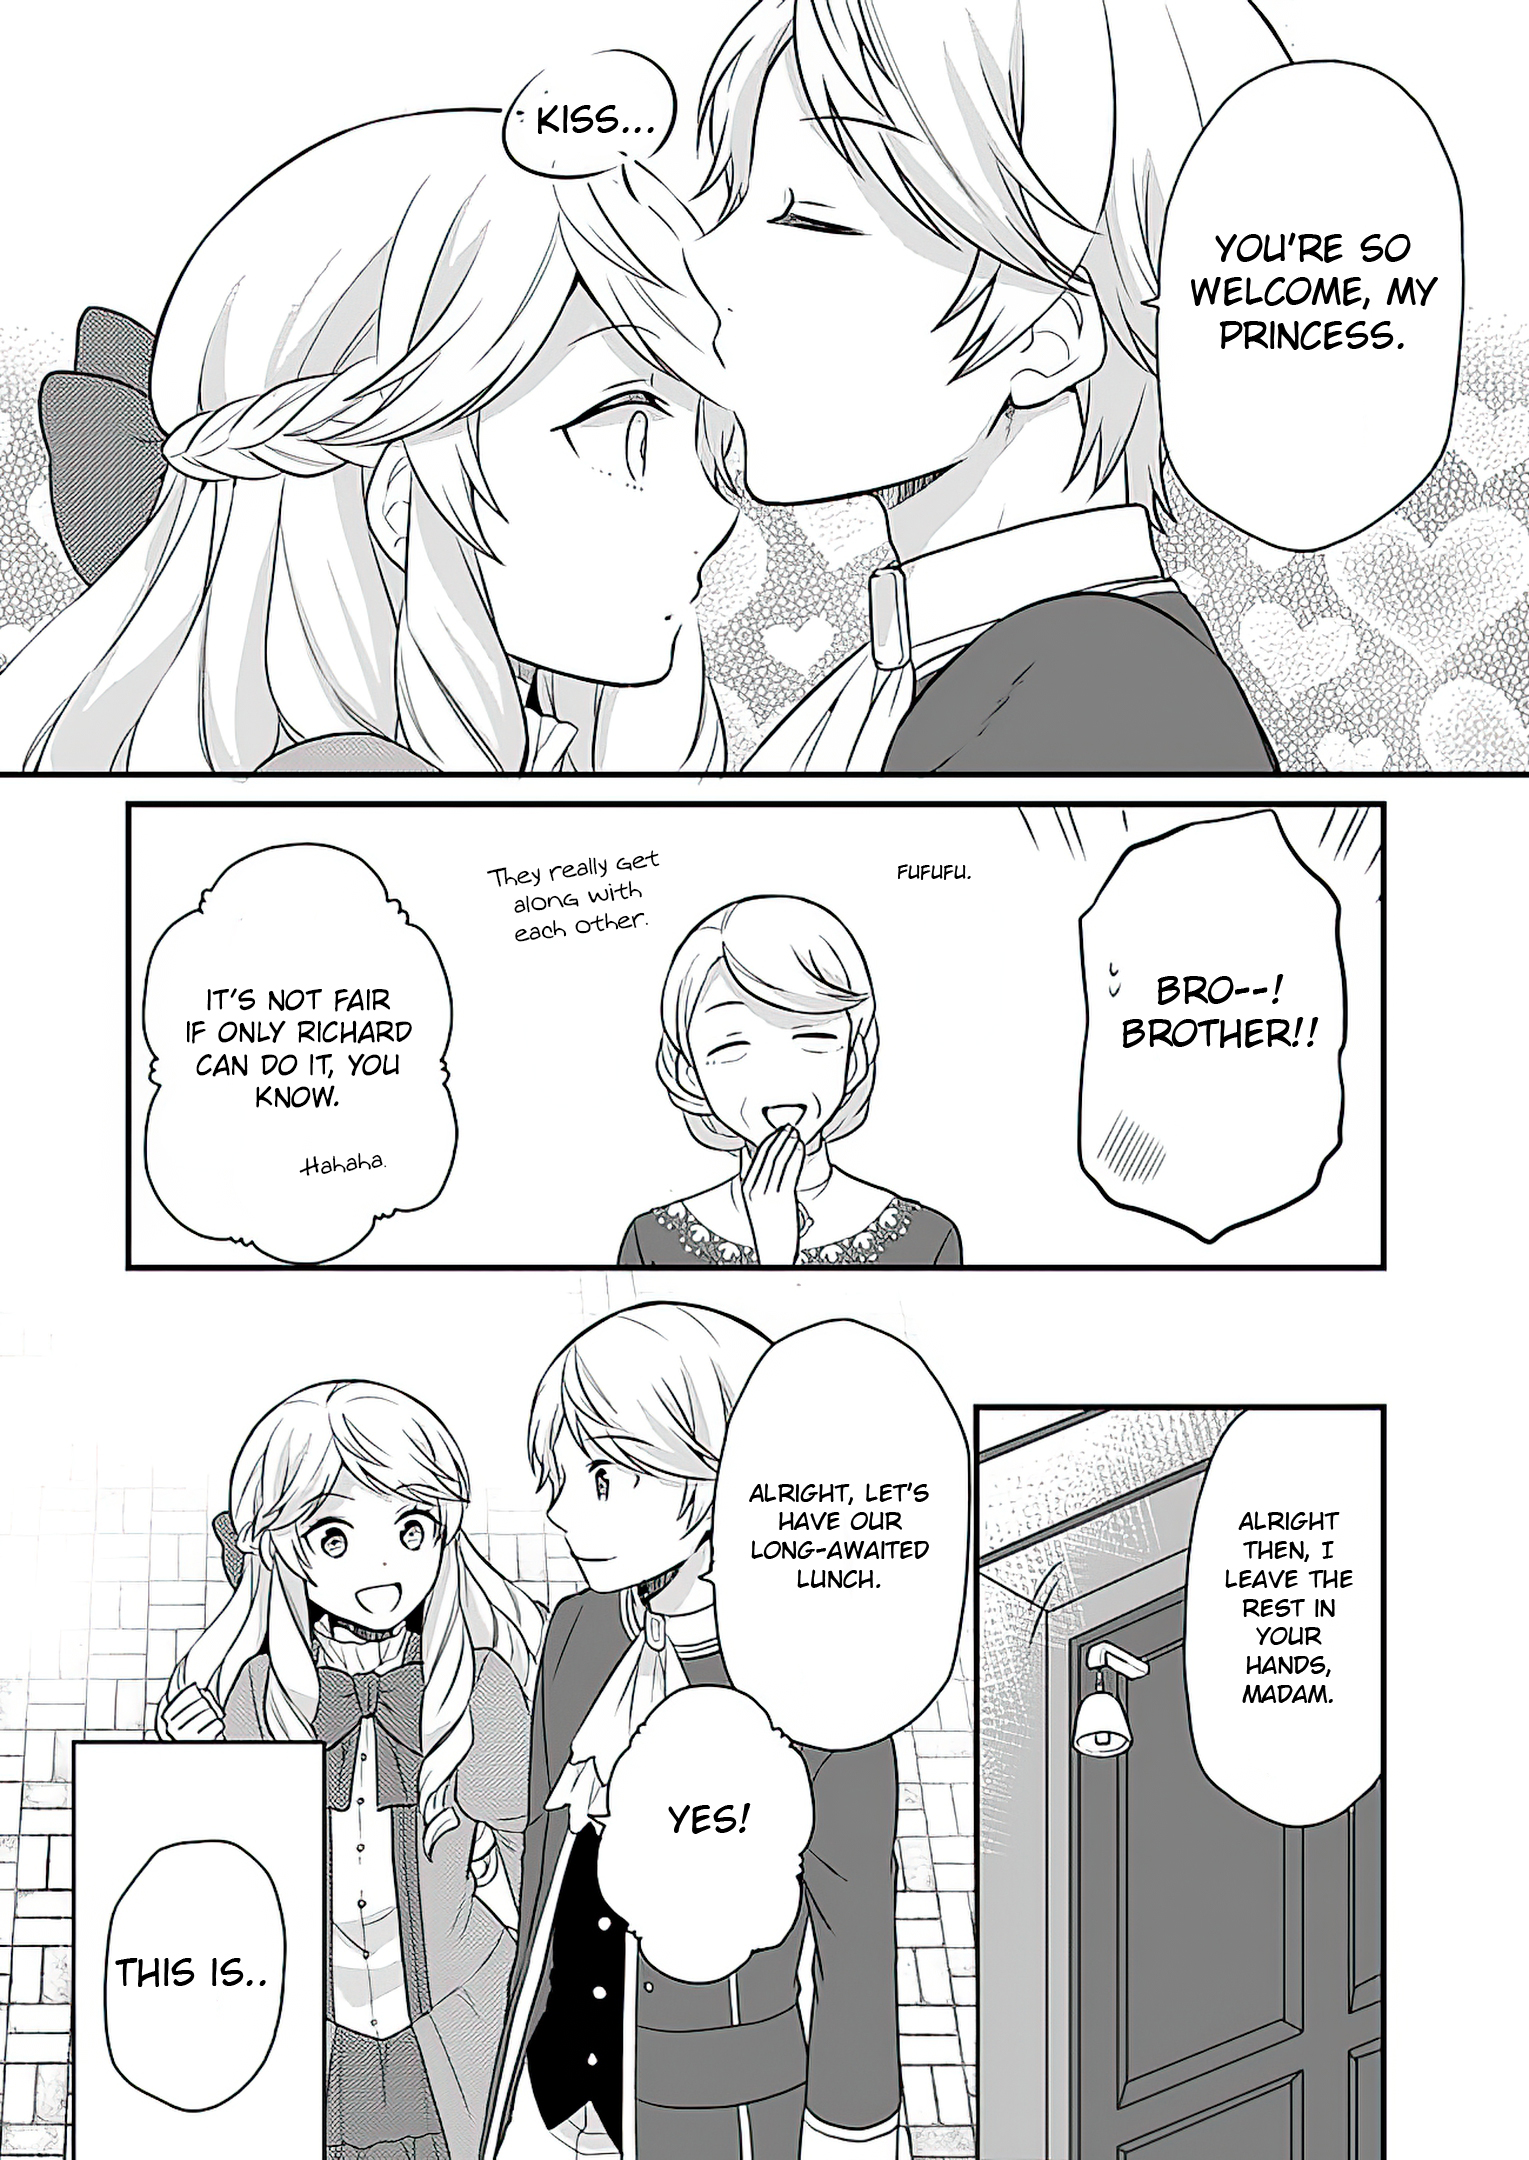 KISS...
YOU'RE SO
WELCOME, MY
PRINCESS.
BRO--!
BROTHER!!
FUFUFU.
They really get
along with
each other.
IT'S NOT FAIR
IF ONLY RICHARD
CAN DO IT, YOU
KNOW.
Hahaha.
ALRIGHT
THEN, I
LEAVE THE
REST IN
YOUR
HANDS,
MADAM.
ALRIGHT, LET'S
HAVE OUR
LONG-AWAITED
LUNCH.
YES!
THIS IS..